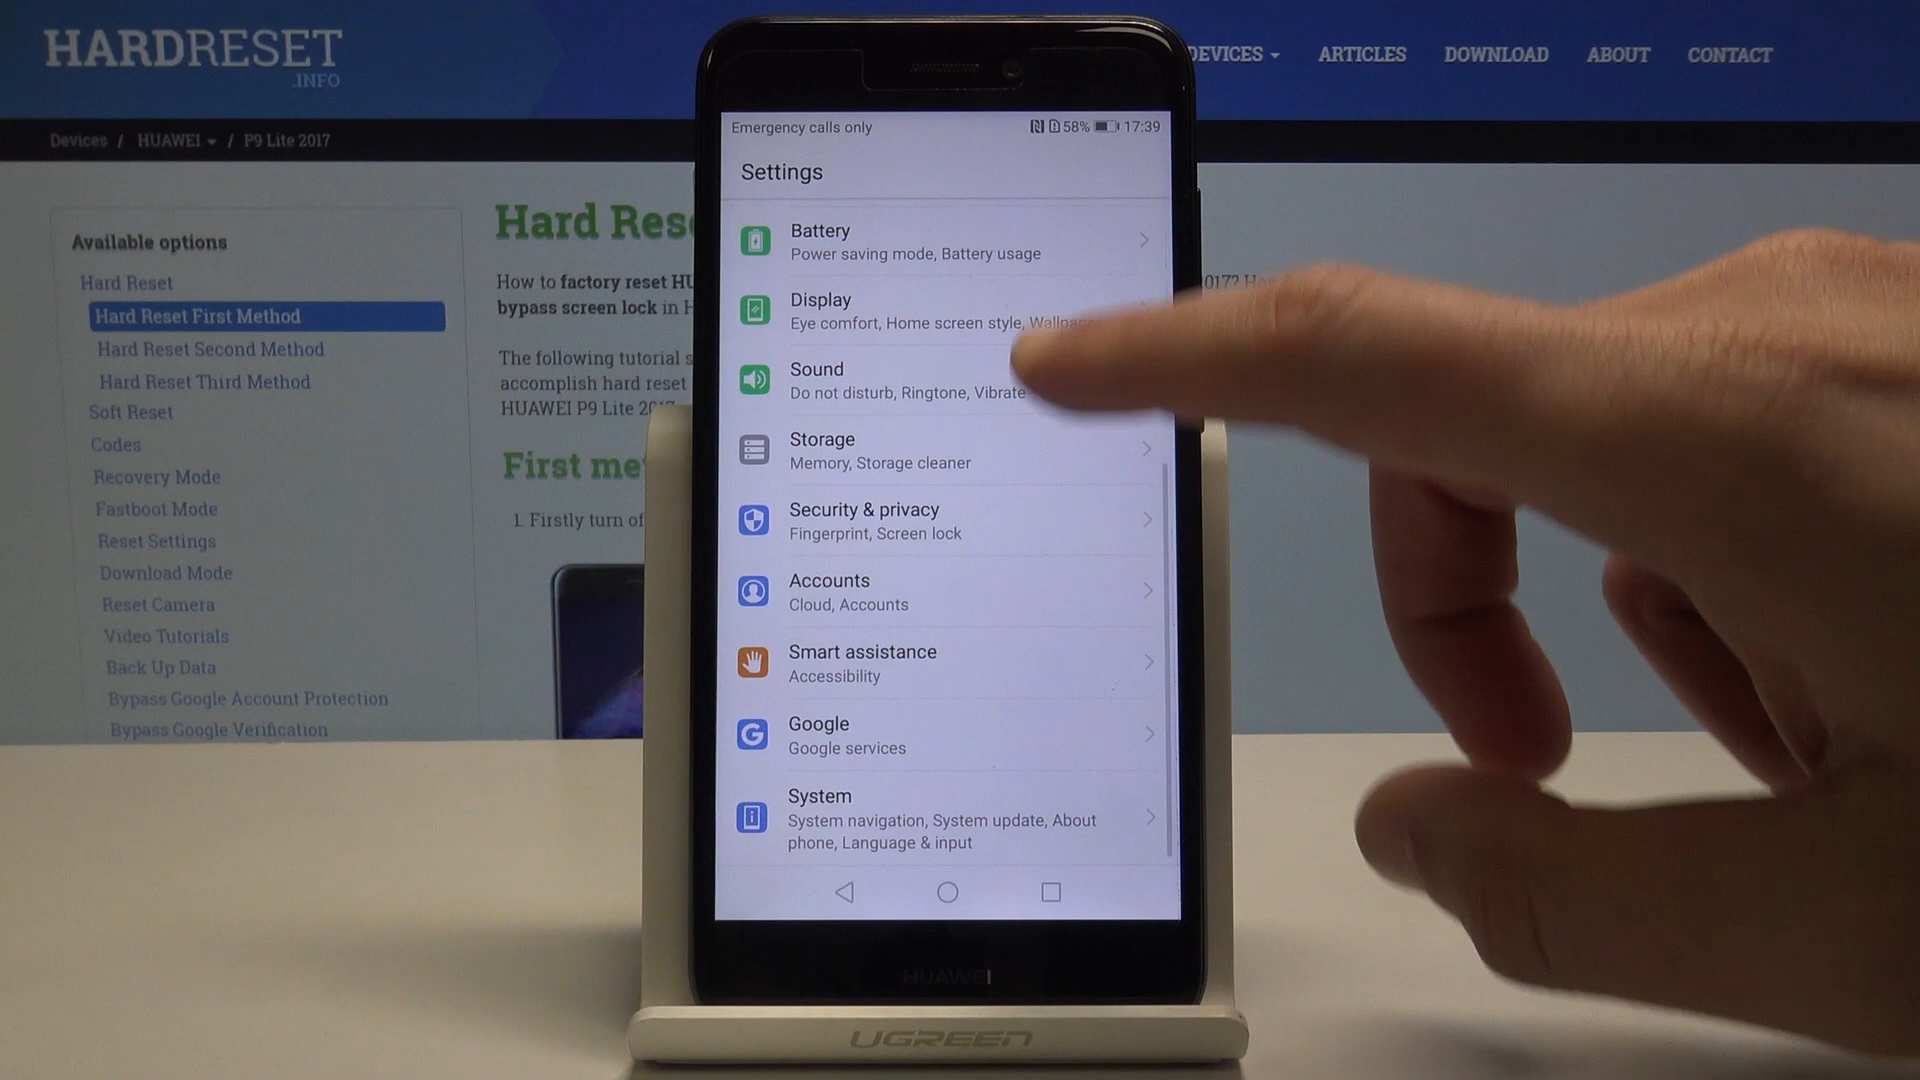 HARDRESET
.INFO
DEVICES
ARTICLES
DOWNLOAD
ABOUT
CONTACT
Devices / HUAWEI / P9 Lite 2017
Available options
Hard Reset
Hard Reset First Method
Hard Reset Second Method
Hard Reset Third Method
Soft Reset
Codes
Recovery Mode
Fastboot Mode
Reset Settings
Download Mode
Reset Camera
Video Tutorials
Back Up Data
Bypass Google Account Protection
Bypass Google Verification
Hard Res
How to factory reset HU
2017? Ho
bypass screen lock in H
The following tutorial s
accomplish hard reset
HUAWEI P9 Lite 2017
First me
1. Firstly turn of
Emergency calls only
58% 17:39
Settings
Battery
Power saving mode, Battery usage
Display
Eye comfort, Home screen style, Wallpaper
Sound
Do not disturb, Ringtone, Vibrate
Storage
Memory, Storage cleaner
Security & privacy
Fingerprint, Screen lock
Accounts
Cloud, Accounts
Smart assistance
Accessibility
Google
Google services
System
System navigation, System update, About
phone, Language & input
HUAWEI
UGREEN